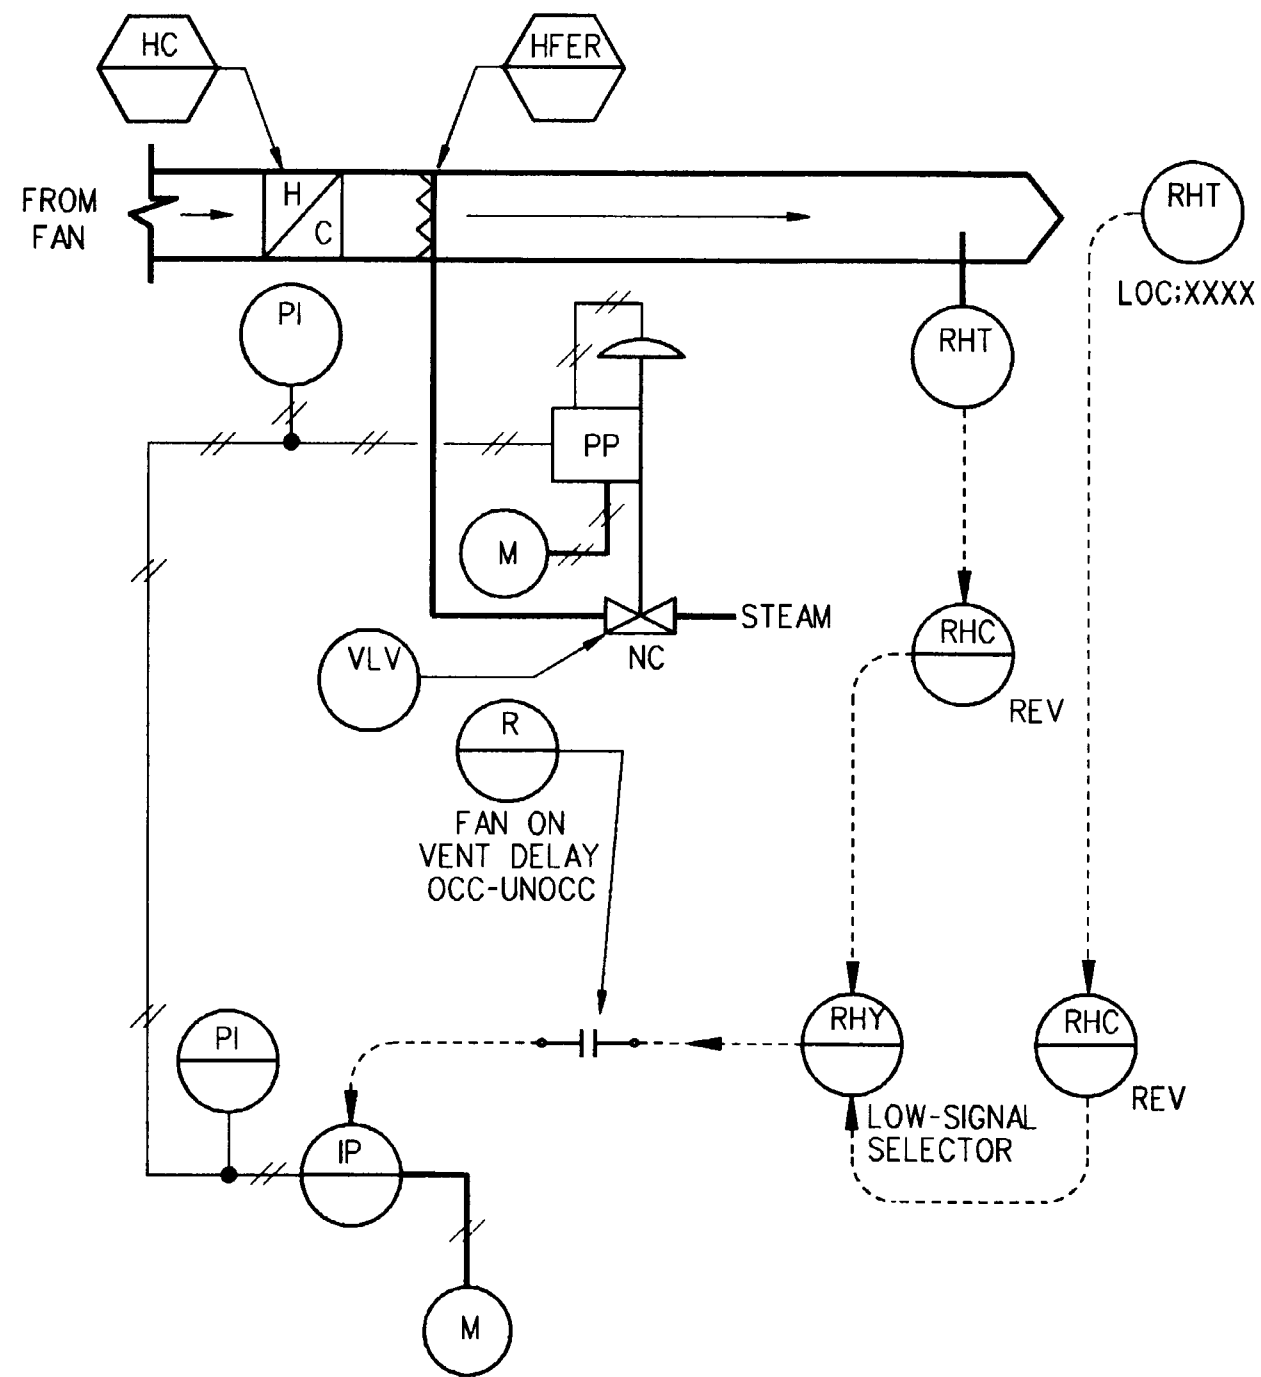 HC
HFER
FROM
FAN
H
C
RHT
LOC:XXXX
PI
RHT
PP
M
STEAM
NC
VLV
RHC
REV
R
FAN ON
VENT DELAY
OCC-UNOCC
PI
RHY
RHC
REV
LOW-SIGNAL
SELECTOR
IP
M